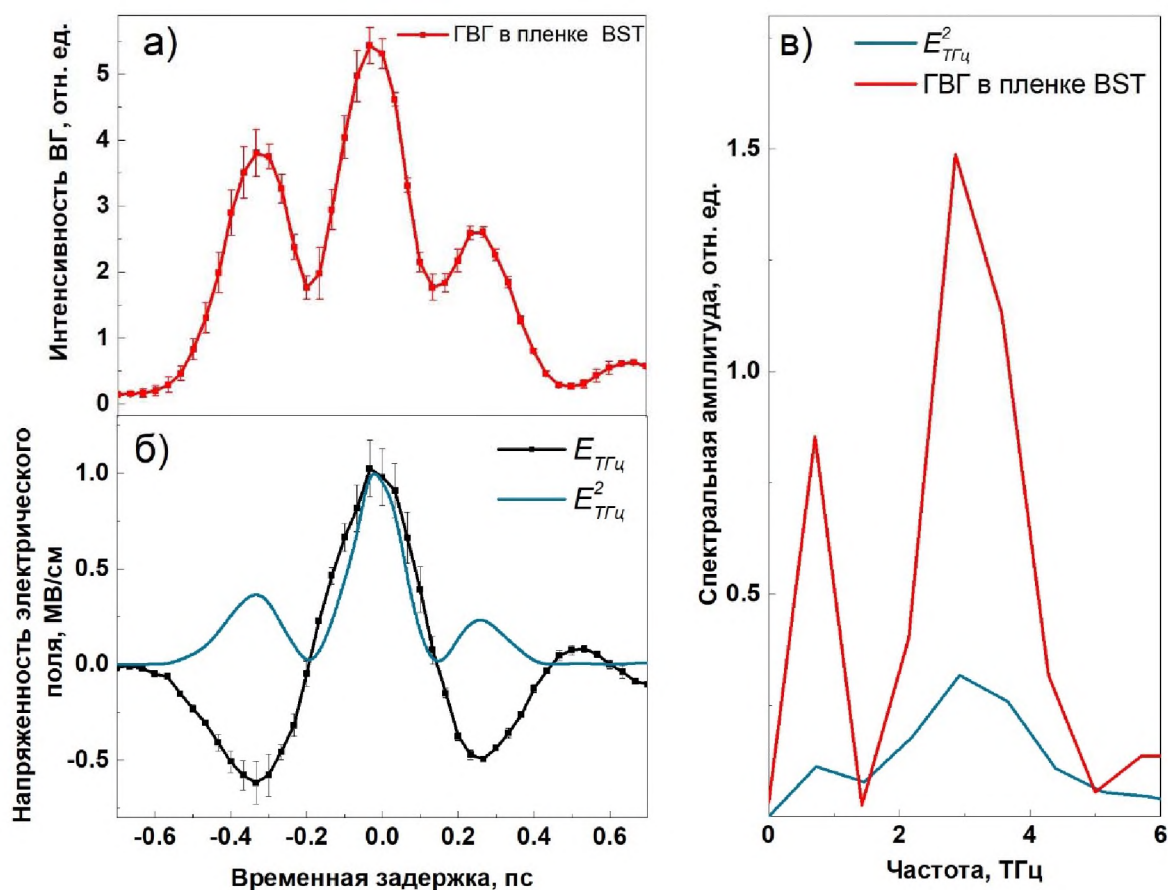 а)
ГВГ в пленке BST
Интенсивность ВГ, отн. ед.
5
4
3
2
1
0
б)
E_ТГц
E²_ТГц
Напряженность электрического
поля, МВ/см
1.0
0.5
0.0
-0.5
-0.6 -0.4 -0.2 0.0 0.2 0.4 0.6
Временная задержка, пс
в)
E²_ТГц
ГВГ в пленке BST
Спектральная амплитуда, отн. ед.
1.5
1.0
0.5
0 2 4 6
Частота, ТГц